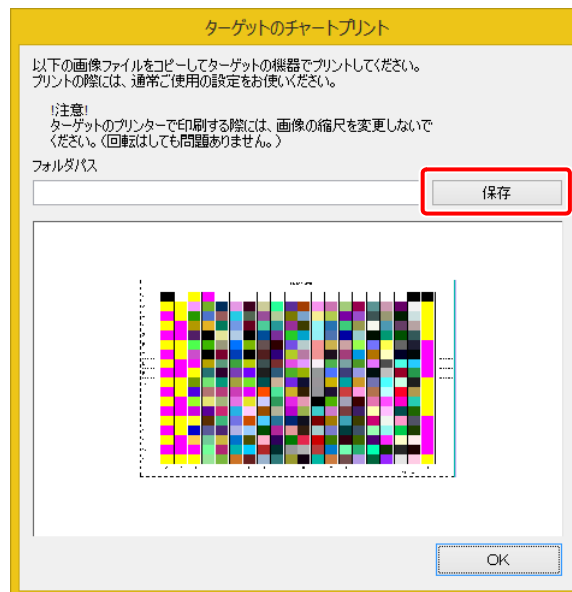 ターゲットのチャートプリント
以下の画像ファイルをコピーしてターゲットの機器でプリントしてください。
プリントの際には、通常ご使用の設定をお使いください。
!注意!
ターゲットのプリンターで印刷する際には、画像の縮尺を変更しないで
ください。(回転はしても問題ありません。)
フォルダパス
保存
OK